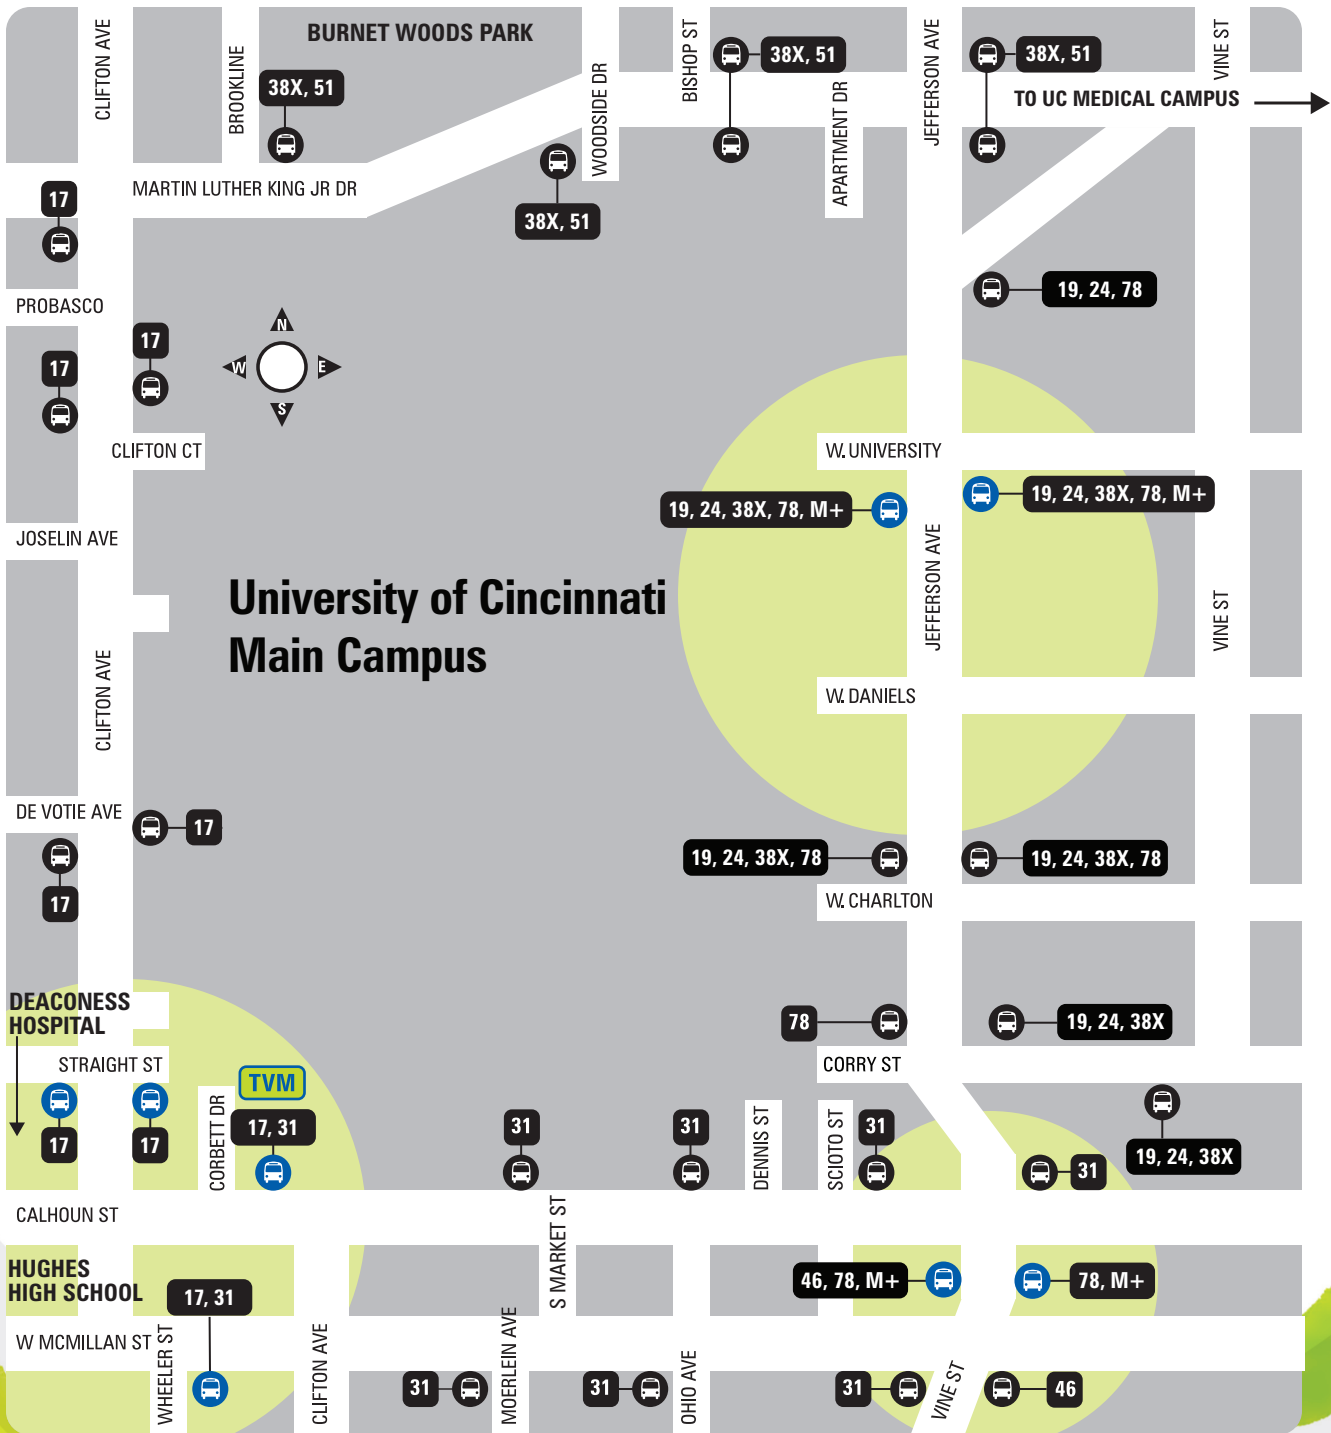 CLIFTON AVE
BROOKLINE
BURNET WOODS PARK
WOODSIDE DR
BISHOP ST
APARTMENT DR
JEFFERSON AVE
VINE ST
38X, 51
38X, 51
38X, 51
TO UC MEDICAL CAMPUS
MARTIN LUTHER KING JR DR
17
38X, 51
PROBASCO
19, 24, 78
17
17
N
W
E
S
CLIFTON CT
W. UNIVERSITY
19, 24, 38X, 78, M+
19, 24, 38X, 78, M+
JOSELIN AVE
JEFFERSON AVE
VINE ST
University of Cincinnati
Main Campus
CLIFTON AVE
W. DANIELS
DE VOTIE AVE
17
19, 24, 38X, 78
19, 24, 38X, 78
17
W. CHARLTON
DEACONESS
HOSPITAL
78
19, 24, 38X
STRAIGHT ST
CORRY ST
TVM
17
17
CORBETT DR
17, 31
31
31
DENNIS ST
SCIOTO ST
31
31
19, 24, 38X
CALHOUN ST
HUGHES
HIGH SCHOOL
17, 31
S MARKET ST
46, 78, M+
78, M+
W MCMILLAN ST
WHEELER ST
CLIFTON AVE
31
MOERLEIN AVE
31
OHIO AVE
31
VINE ST
46